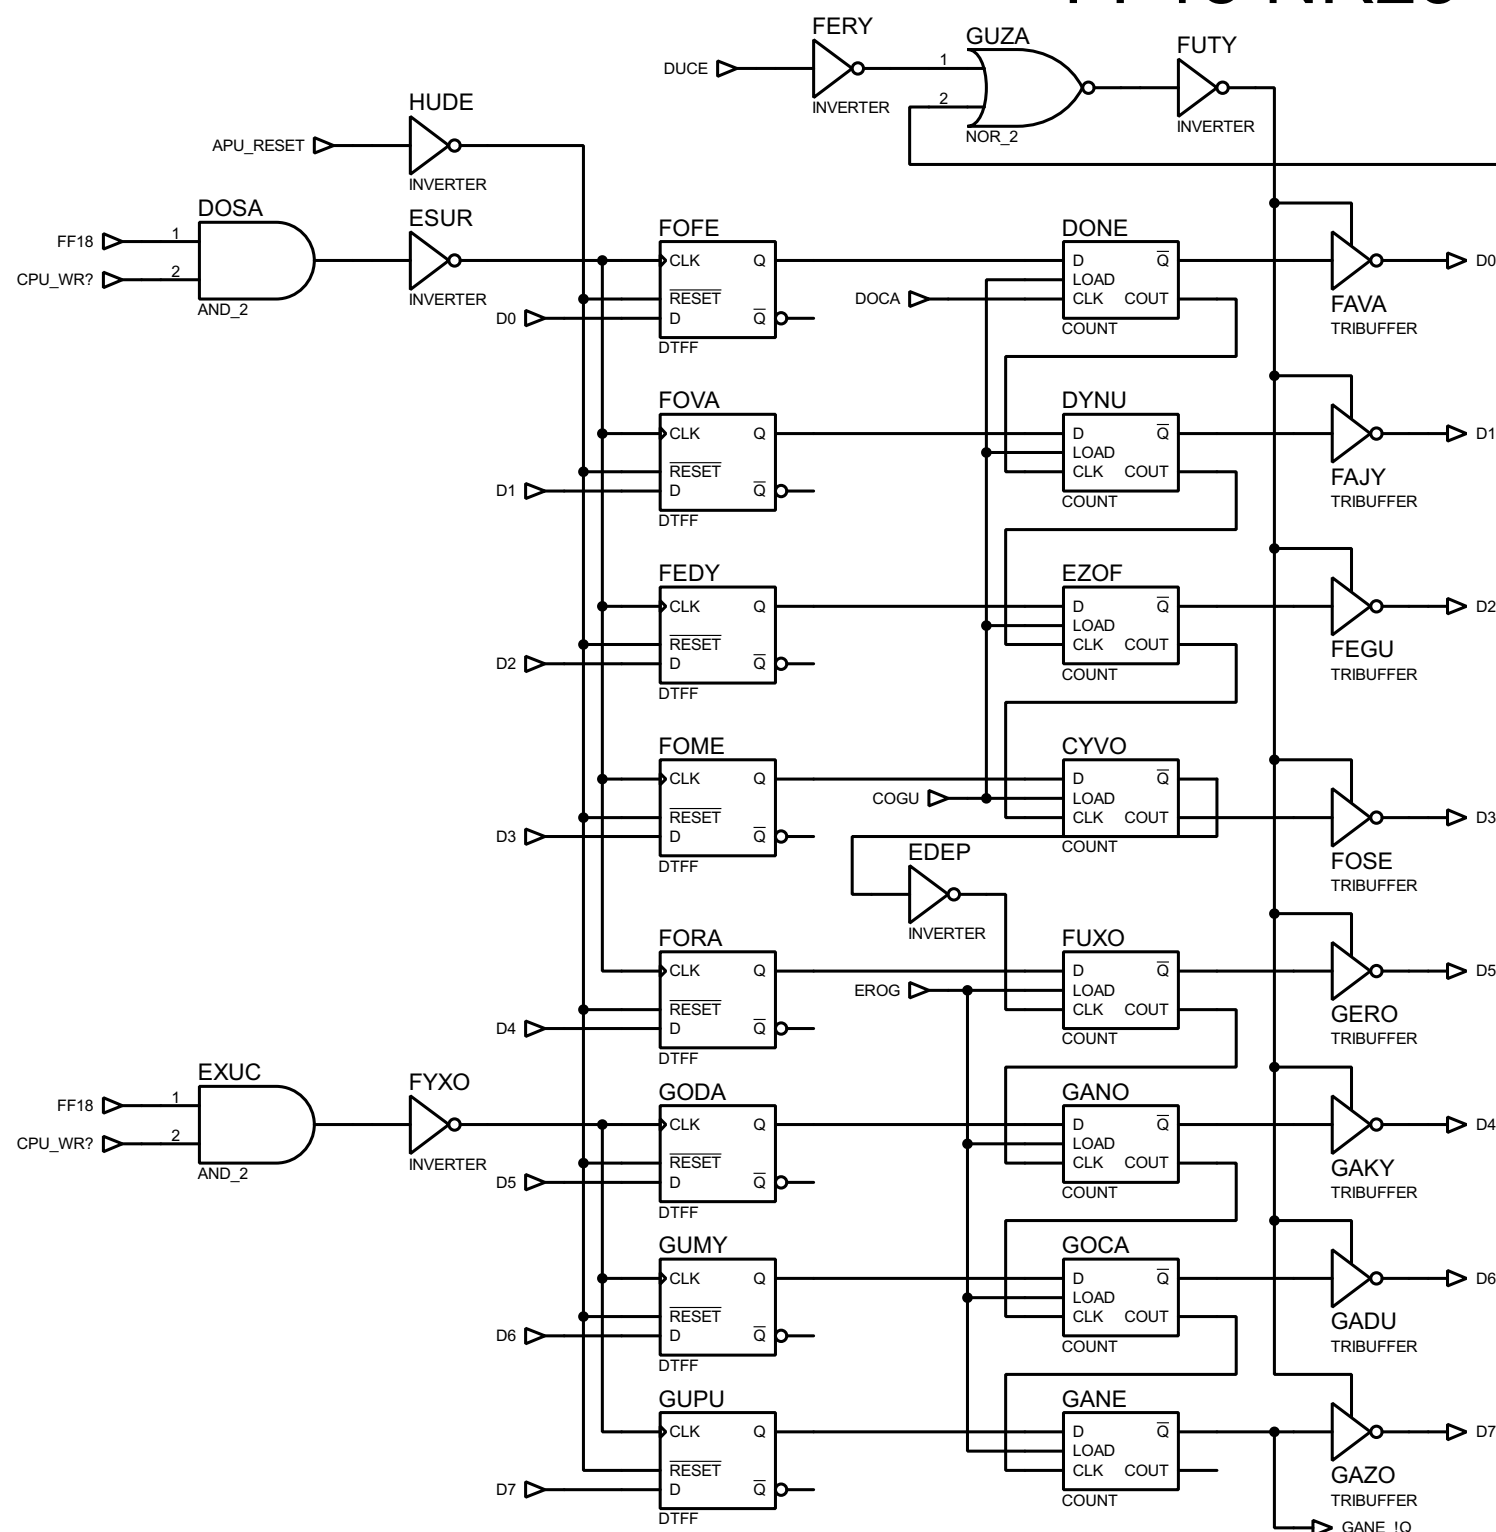 FERY
GUZA
FUTY
DUCE
1
2
INVERTER
NOR_2
INVERTER
HUDE
APU_RESET
INVERTER
DOSA
ESUR
FF18
1
CPU_WR?
2
AND_2
INVERTER
FOFE
CLK Q
RESET
D Q
DTFF
D0
DOCA
DONE
D Q
LOAD
CLK COUT
COUNT
FAVA
TRIBUFFER
D0
FOVA
CLK Q
RESET
D Q
DTFF
D1
DYNU
D Q
LOAD
CLK COUT
COUNT
FAJY
TRIBUFFER
D1
FEDY
CLK Q
RESET
D Q
DTFF
D2
EZOF
D Q
LOAD
CLK COUT
COUNT
FEGU
TRIBUFFER
D2
FOME
CLK Q
RESET
D Q
DTFF
D3
COGU
CYVO
D Q
LOAD
CLK COUT
COUNT
FOSE
TRIBUFFER
D3
EDEP
INVERTER
FORA
CLK Q
RESET
D Q
DTFF
D4
EROG
FUXO
D Q
LOAD
CLK COUT
COUNT
GERO
TRIBUFFER
D5
EXUC
FYXO
FF18
1
CPU_WR?
2
AND_2
INVERTER
GODA
CLK Q
RESET
D Q
DTFF
D5
GANO
D Q
LOAD
CLK COUT
COUNT
GAKY
TRIBUFFER
D4
GUMY
CLK Q
RESET
D Q
DTFF
D6
GOCA
D Q
LOAD
CLK COUT
COUNT
GADU
TRIBUFFER
D6
GUPU
CLK Q
RESET
D Q
DTFF
D7
GANE
D Q
LOAD
CLK COUT
COUNT
GAZO
TRIBUFFER
D7
GANE_!Q